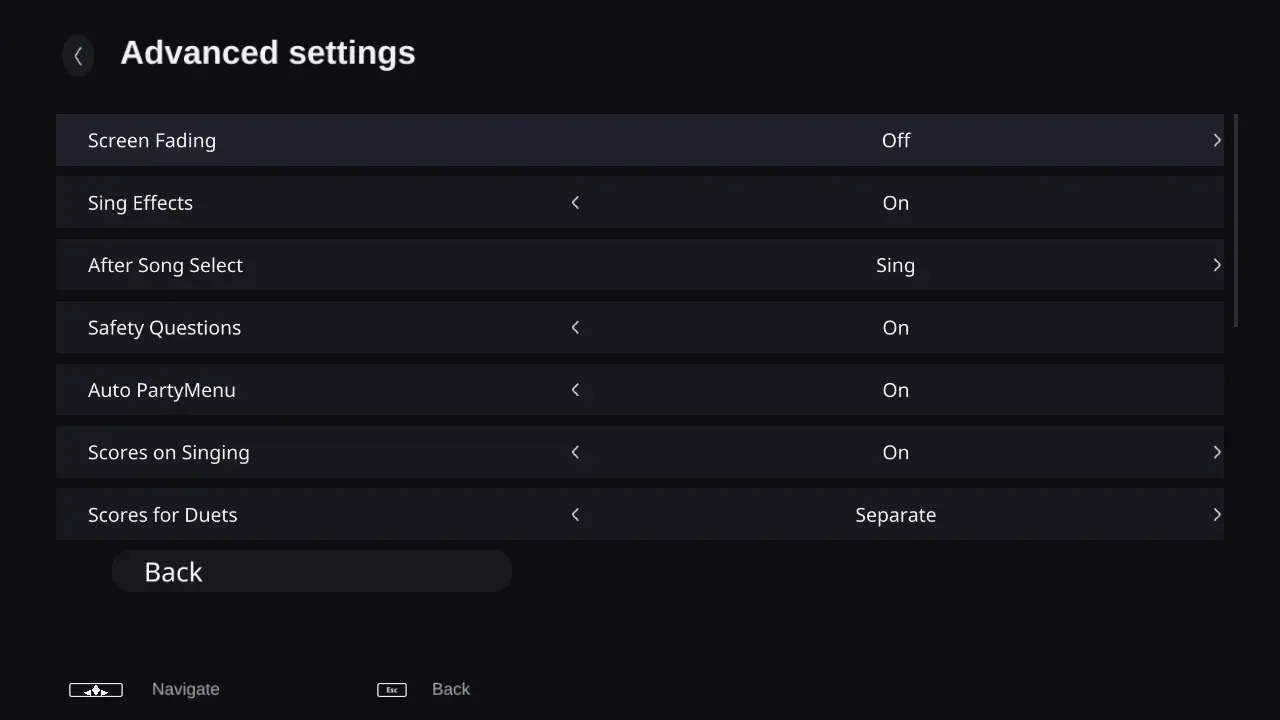 Advanced settings
Screen Fading Off
Sing Effects On
After Song Select Sing
Safety Questions On
Auto PartyMenu On
Scores on Singing On
Scores for Duets Separate
Back
Navigate Esc Back